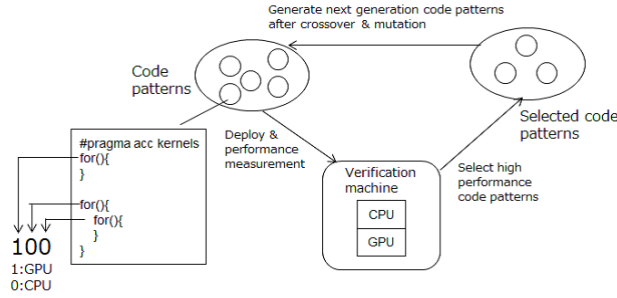 Generate next generation code patterns
after crossover & mutation
Code
patterns
Selected code
patterns
#pragma acc kernels
for(){
}
for(){
for(){
}
}
Deploy &
performance
measurement
Verification
machine
CPU
GPU
Select high
performance
code patterns
100
1:GPU
0:CPU